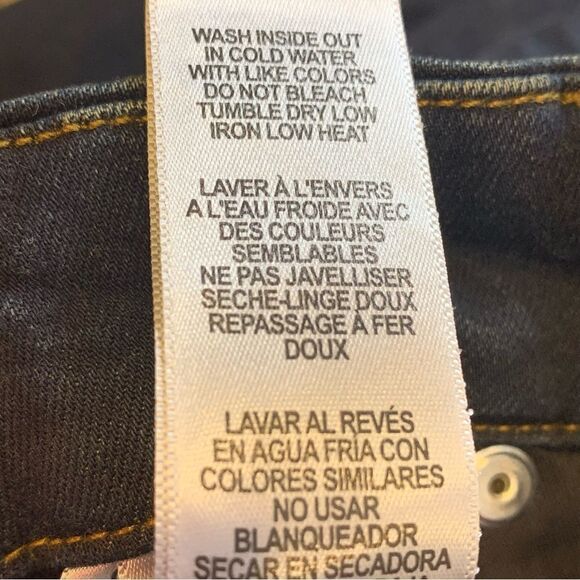 WASH INSIDE OUT
IN COLD WATER
WITH LIKE COLORS
DO NOT BLEACH
TUMBLE DRY LOW
IRON LOW HEAT
LAVER À L'ENVERS
A L'EAU FROIDE AVEC
DES COULEURS
SEMBLABLES
NE PAS JAVELLISER
SECHE-LINGE DOUX
REPASSAGE À FER
DOUX
LAVAR AL REVÉS
EN AGUA FRÍA CON
COLORES SIMILARES
NO USAR
BLANQUEADOR
SECAR EN SECADORA